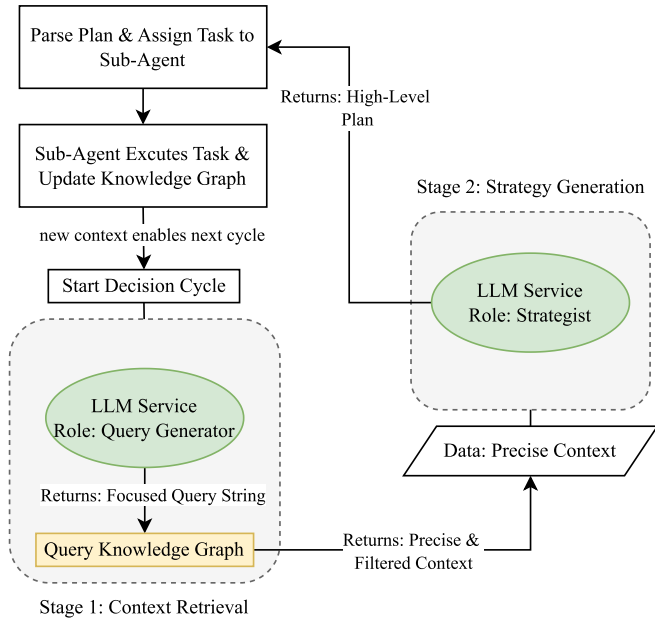 Parse Plan & Assign Task to
Sub-Agent
Returns: High-Level
Plan
Sub-Agent Excutes Task &
Update Knowledge Graph
Stage 2: Strategy Generation
new context enables next cycle
Start Decision Cycle
LLM Service
Role: Strategist
LLM Service
Role: Query Generator
Data: Precise Context
Returns: Focused Query String
Query Knowledge Graph
Returns: Precise &
Filtered Context
Stage 1: Context Retrieval